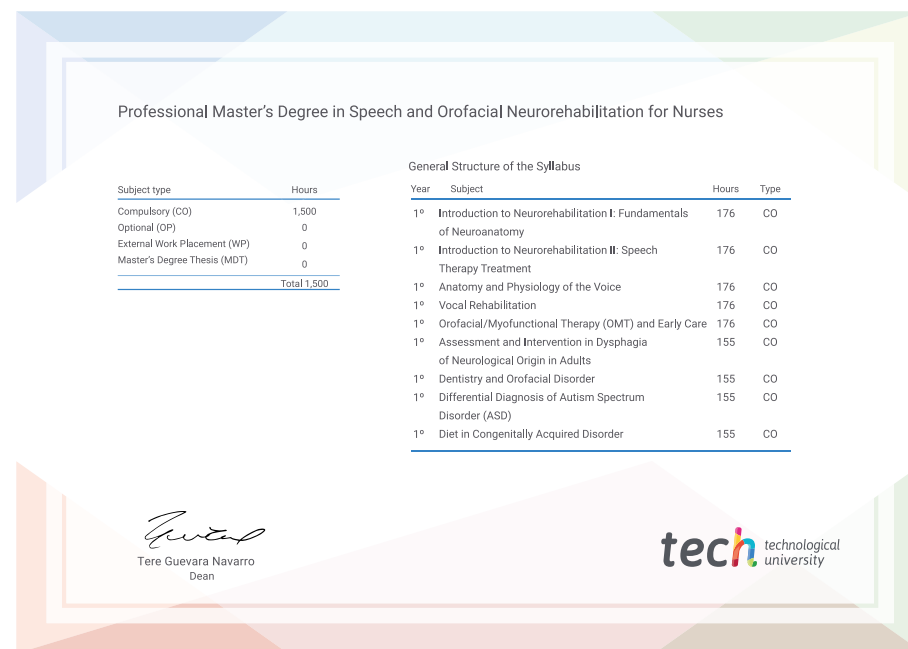 Professional Master's Degree in Speech and Orofacial Neurorehabilitation for Nurses
General Structure of the Syllabus
Subject type Hours
Compulsory (CO) 1,500
Optional (OP) 0
External Work Placement (WP) 0
Master's Degree Thesis (MDT) 0
Total 1,500
Year Subject Hours Type
1º Introduction to Neurorehabilitation I: Fundamentals 176 CO
of Neuroanatomy
1º Introduction to Neurorehabilitation II: Speech 176 CO
Therapy Treatment
1º Anatomy and Physiology of the Voice 176 CO
1º Vocal Rehabilitation 176 CO
1º Orofacial/Myofunctional Therapy (OMT) and Early Care 176 CO
1º Assessment and Intervention in Dysphagia 155 CO
of Neurological Origin in Adults
1º Dentistry and Orofacial Disorder 155 CO
1º Differential Diagnosis of Autism Spectrum 155 CO
Disorder (ASD)
1º Diet in Congenitally Acquired Disorder 155 CO
Tere Guevara Navarro
Dean
tech technological
university